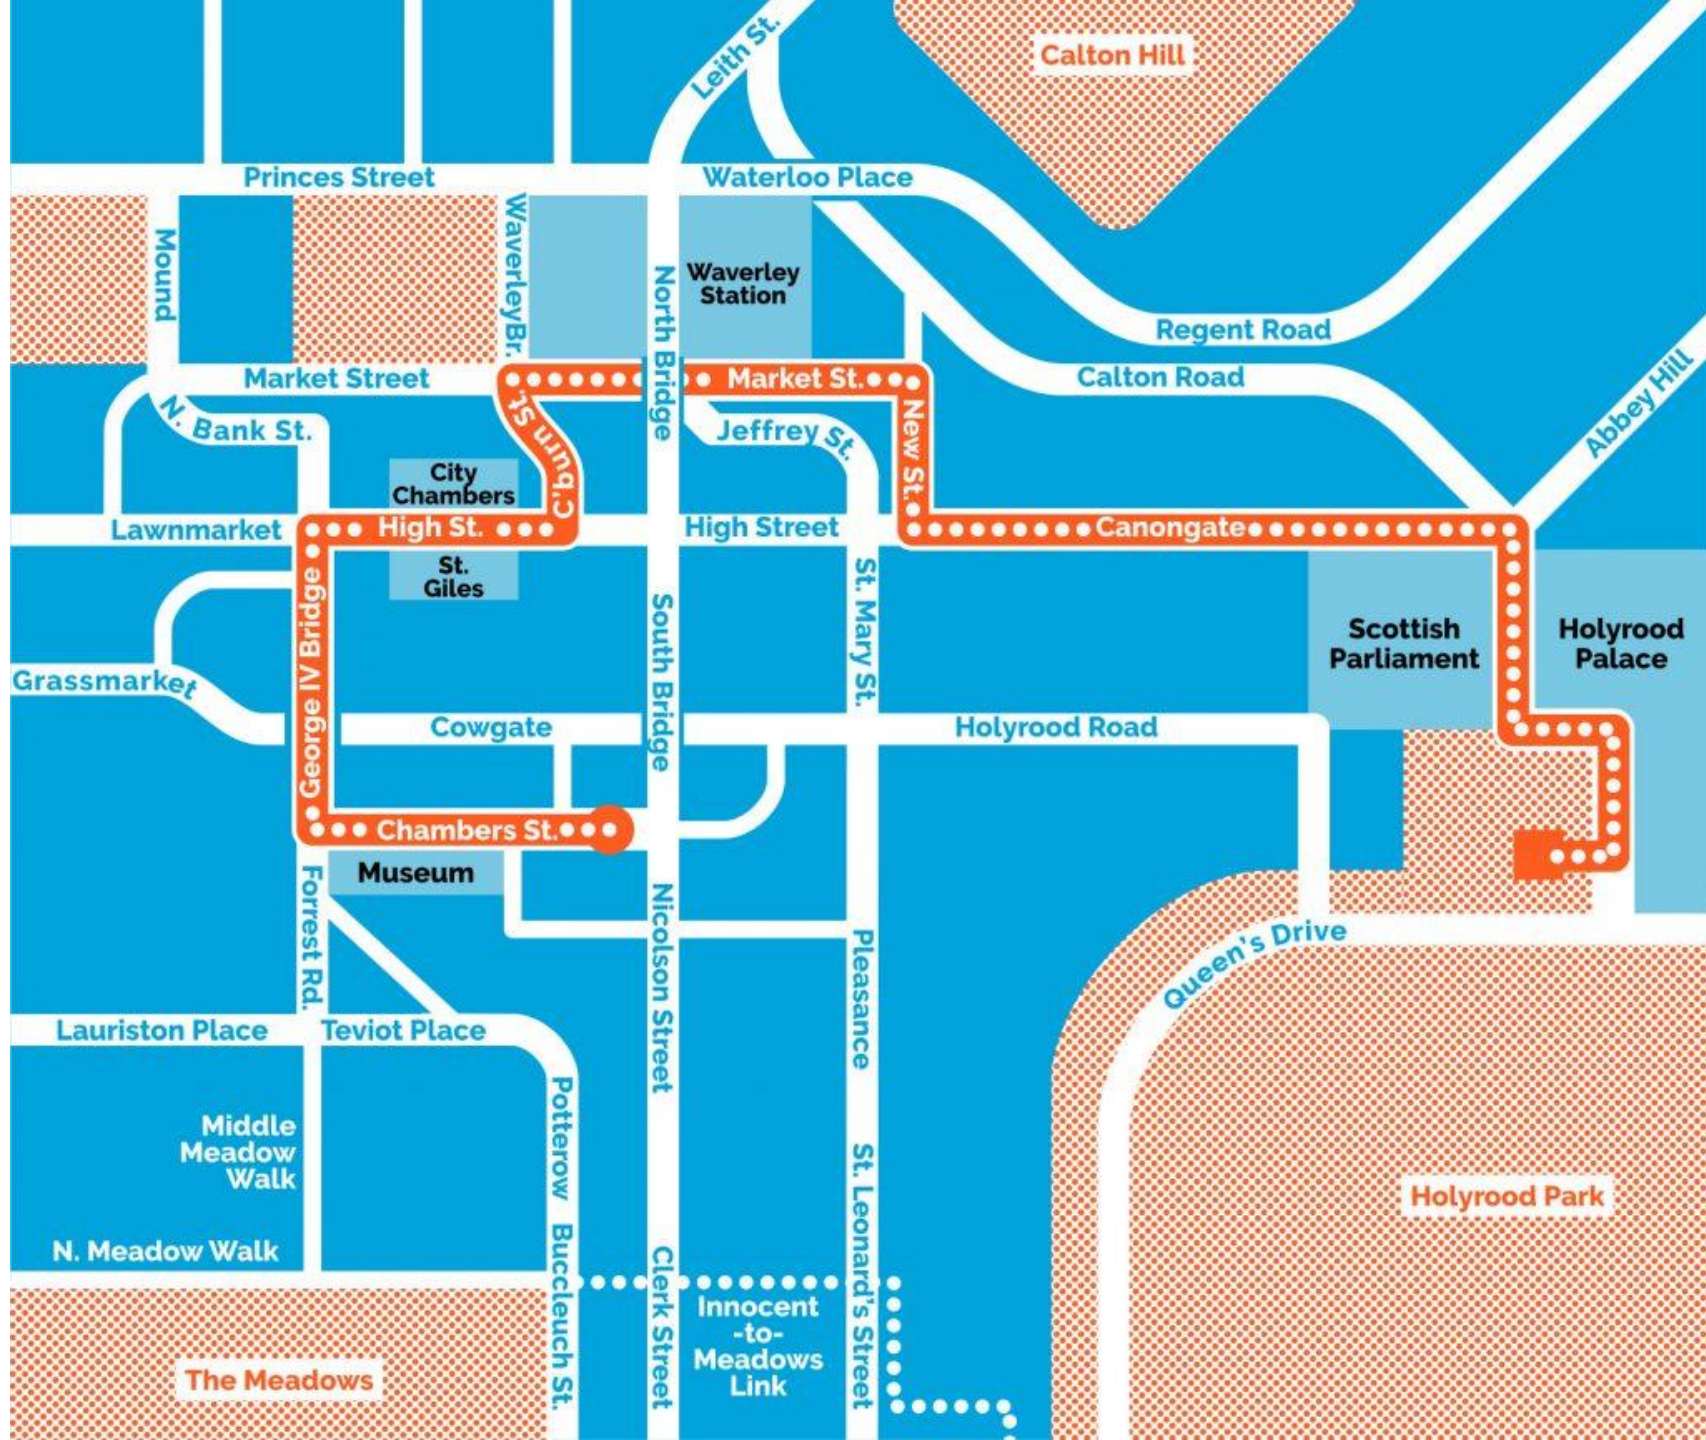 Leith St.
Calton Hill
Princes Street
Waterloo Place
Mound
WaverleyBr.
North Bridge
Waverley
Station
Regent Road
Market Street
Market St.
Calton Road
Abbey Hill
N. Bank St.
C'burn St.
Jeffrey St.
New St.
City
Chambers
Lawnmarket
High St.
High Street
Canongate
St.
Giles
George IV Bridge
South Bridge
St. Mary St.
Scottish
Parliament
Holyrood
Palace
Grassmarket
Cowgate
Holyrood Road
Chambers St.
Museum
Forrest Rd.
Nicolson Street
Pleasance
Queen's Drive
Lauriston Place
Teviot Place
Potterow
Middle
Meadow
Walk
St. Leonard's Street
Holyrood Park
N. Meadow Walk
Buccleuch St.
Clerk Street
Innocent
-to-
Meadows
Link
The Meadows